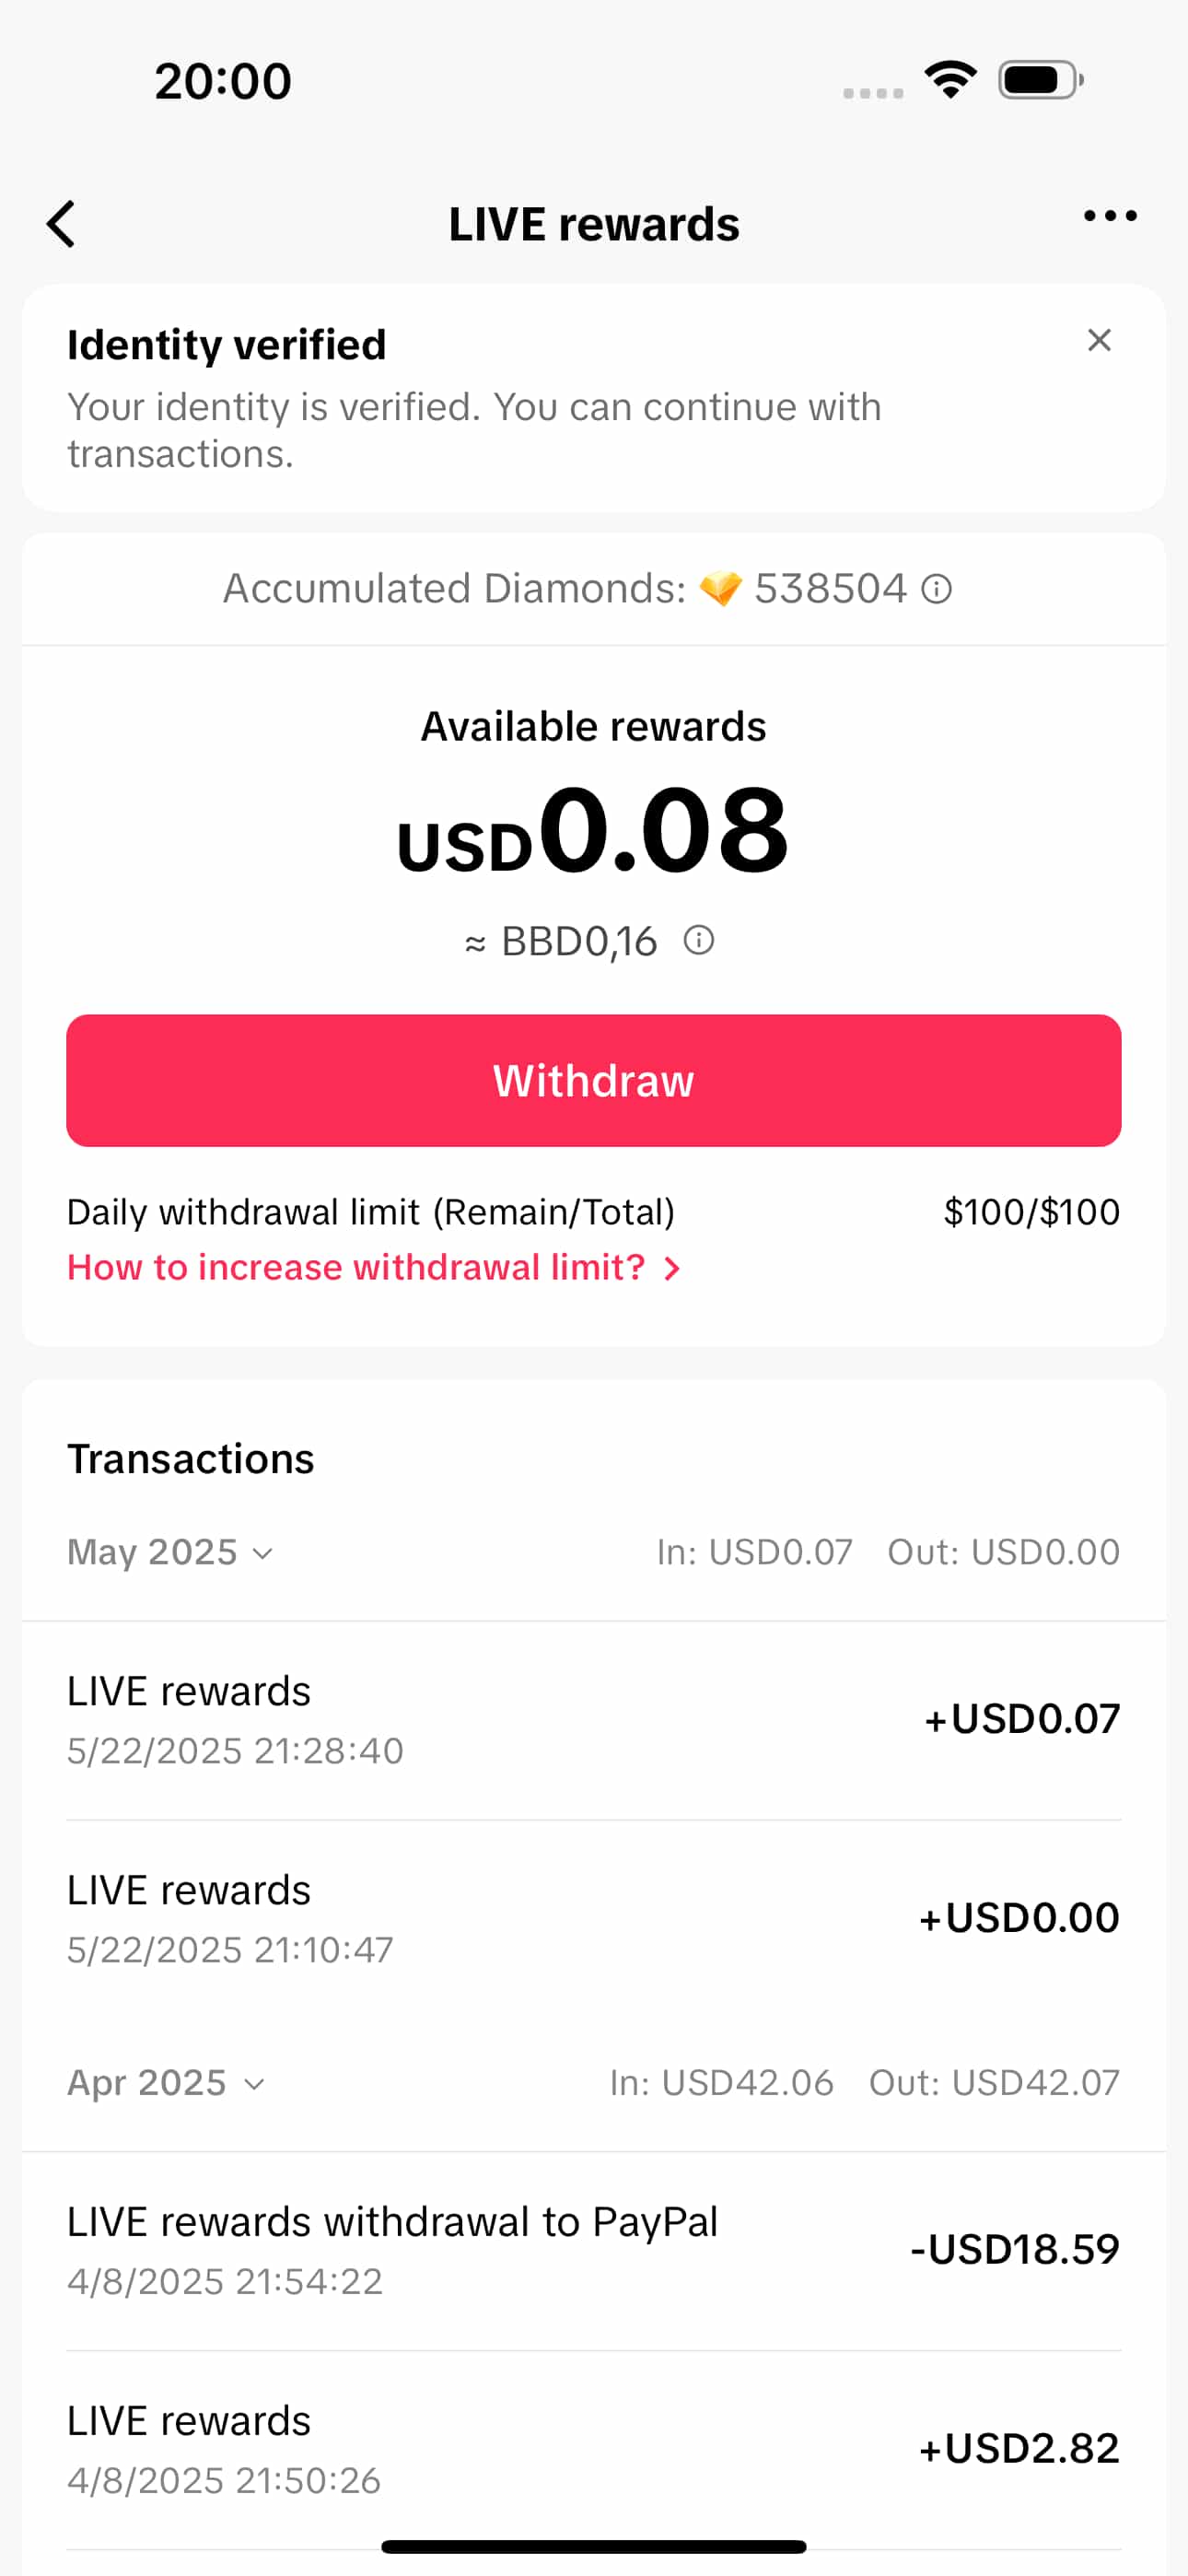 20:00
LIVE rewards
Identity verified
Your identity is verified. You can continue with
transactions.
Accumulated Diamonds: 538504
Available rewards
USD0.08
≈ BBD0,16
Withdraw
Daily withdrawal limit (Remain/Total) $100/$100
How to increase withdrawal limit? >
Transactions
May 2025 In: USD0.07 Out: USD0.00
LIVE rewards
+USD0.07
5/22/2025 21:28:40
LIVE rewards
+USD0.00
5/22/2025 21:10:47
Apr 2025 In: USD42.06 Out: USD42.07
LIVE rewards withdrawal to PayPal
-USD18.59
4/8/2025 21:54:22
LIVE rewards
+USD2.82
4/8/2025 21:50:26